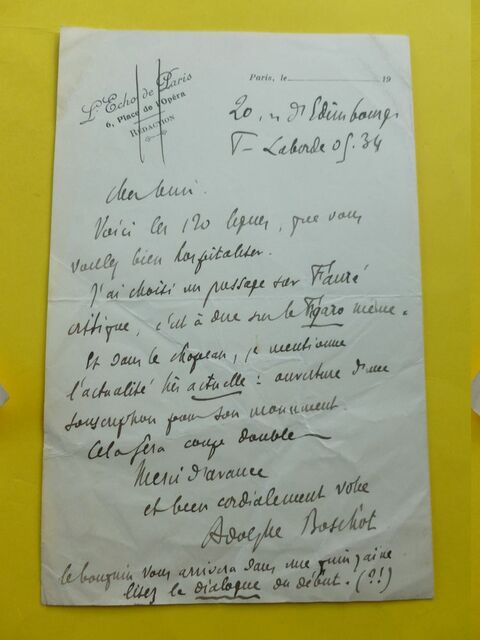 L'Echo de Paris
6, Place de l'Opéra
RÉDACTION
Paris, le 19
20, r. d'Edimbourg
T— Laborde 05.34
cher ami.
Voici les 120 lignes, que vous
voulez bien hospitaliser.
J'ai choisi un passage sur Fauré
critique, c'est à dire sur le Figaro même.
Et dans le chapeau, je mentionne
l'actualité très actuelle : ouverture d'une
souscription pour son monument.
Cela fera coup double
Merci d'avance
et bien cordialement votre
Adolphe Boschot
le bouquin vous arrivera dans une quinzaine.
lisez le dialogue du début. (?!)